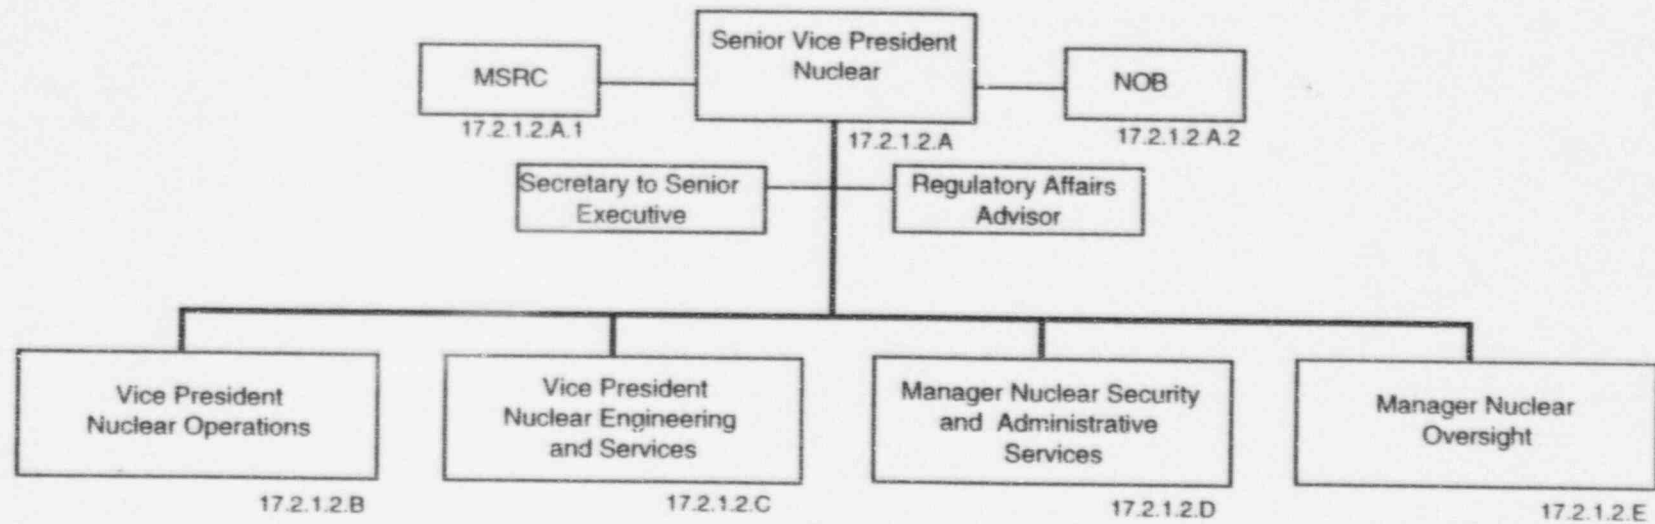 Senior Vice President
Nuclear
MSRC
NOB
17.2.1.2.A.1
17.2.1.2.A
17.2.1.2.A.2
Secretary to Senior
Executive
Regulatory Affairs
Advisor
Vice President
Nuclear Operations
Vice President
Nuclear Engineering
and Services
Manager Nuclear Security
and Administrative
Services
Manager Nuclear
Oversight
17.2.1.2.B
17.2.1.2.C
17.2.1.2.D
17.2.1.2.E